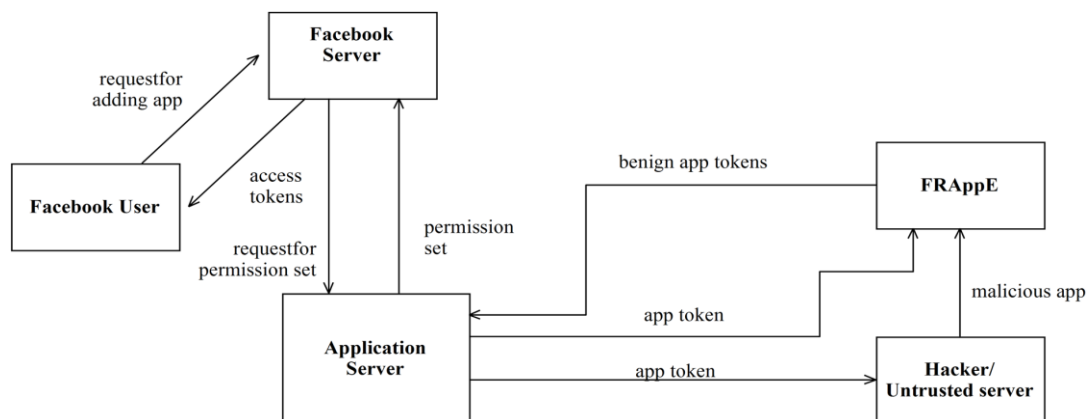 Facebook
Server
requestfor
adding app
benign app tokens
FRAppE
access
tokens
Facebook User
permission
set
requestfor
permission set
malicious app
app token
Application
Server
app token
Hacker/
Untrusted server